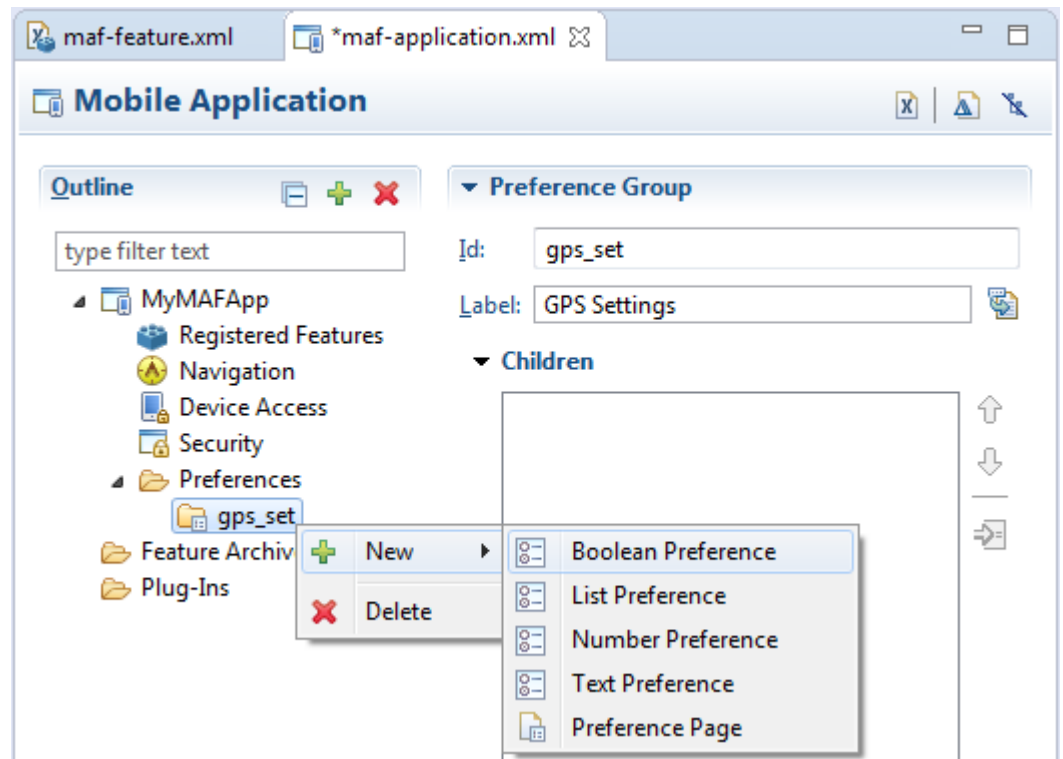 maf-feature.xml
*maf-application.xml
Mobile Application
Outline
type filter text
MyMAFApp
Registered Features
Navigation
Device Access
Security
Preferences
gps_set
Feature Archiv
Plug-Ins
Preference Group
Id: gps_set
Label: GPS Settings
Children
New
Delete
Boolean Preference
List Preference
Number Preference
Text Preference
Preference Page